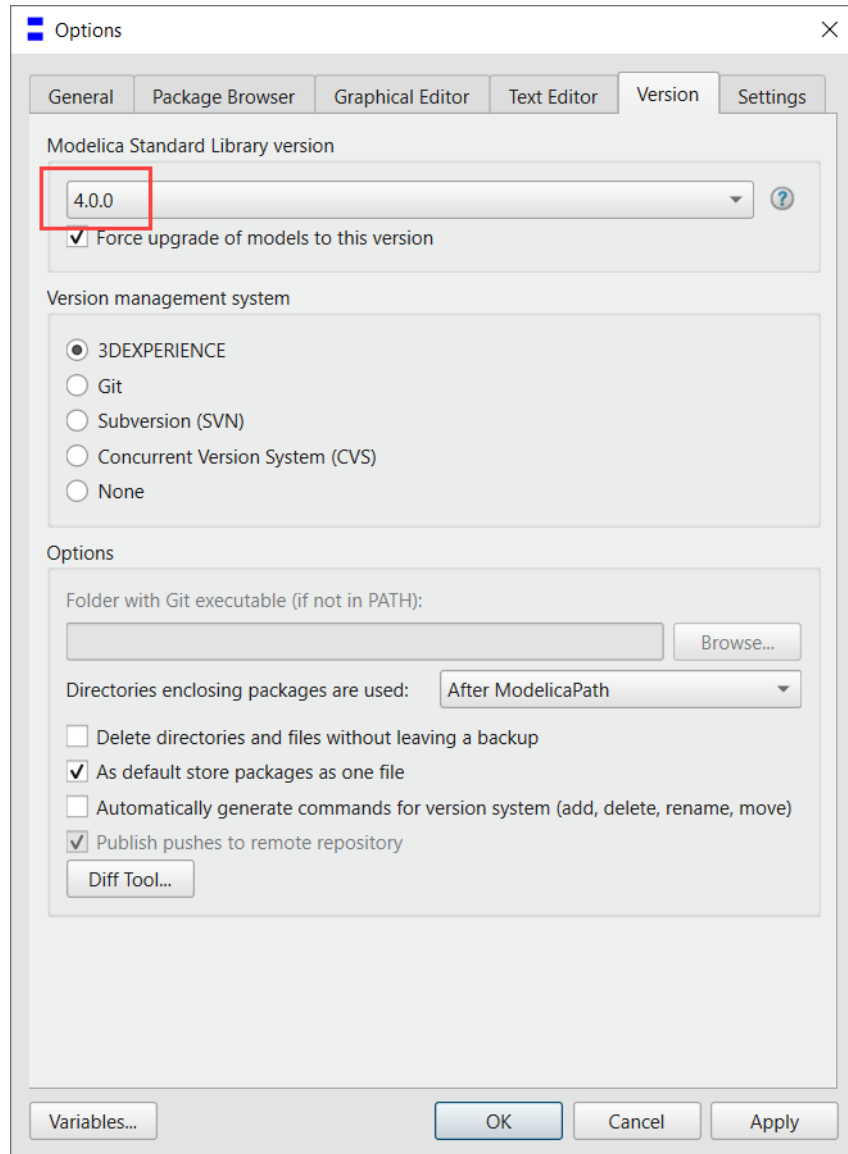 Options
General Package Browser Graphical Editor Text Editor Version Settings
Modelica Standard Library version
4.0.0
Force upgrade of models to this version
Version management system
3DEXPERIENCE
Git
Subversion (SVN)
Concurrent Version System (CVS)
None
Options
Folder with Git executable (if not in PATH):
Browse...
Directories enclosing packages are used: After ModelicaPath
Delete directories and files without leaving a backup
As default store packages as one file
Automatically generate commands for version system (add, delete, rename, move)
Publish pushes to remote repository
Diff Tool...
Variables... OK Cancel Apply